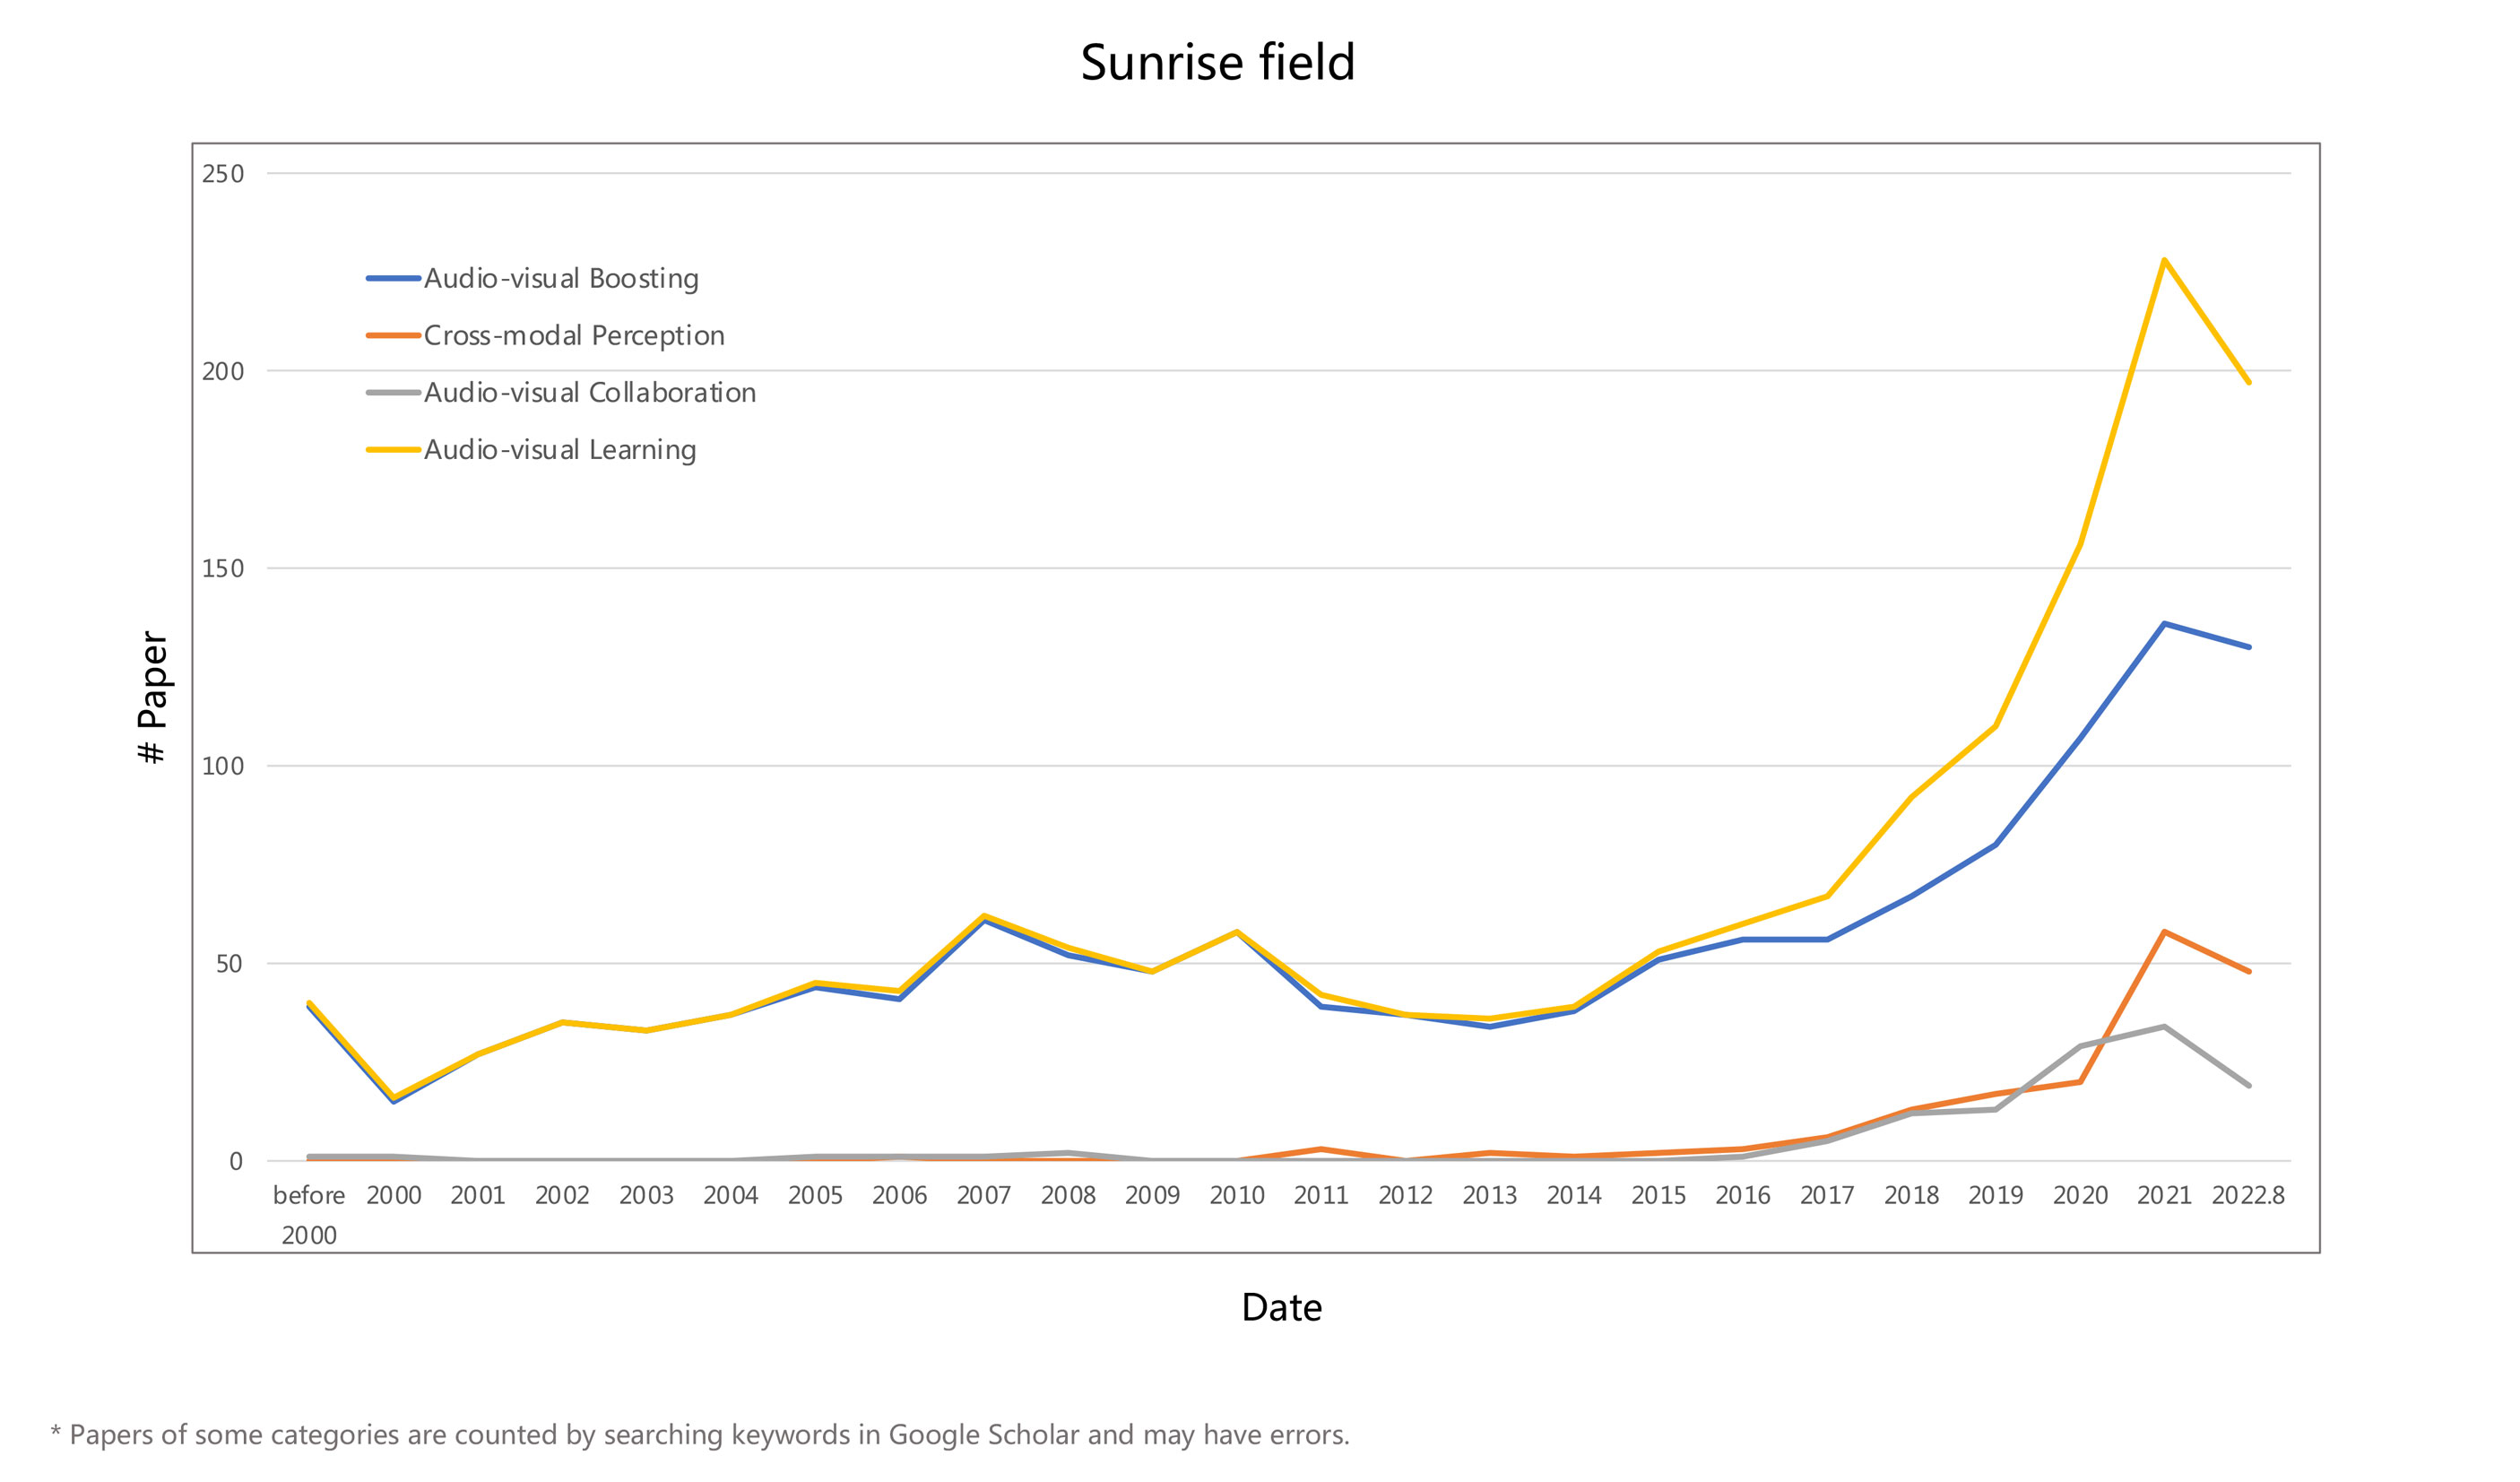 Sunrise field
250
200
150
100
50
0
Audio-visual Boosting
Cross-modal Perception
Audio-visual Collaboration
Audio-visual Learning
# Paper
before 2000 2001 2002 2003 2004 2005 2006 2007 2008 2009 2010 2011 2012 2013 2014 2015 2016 2017 2018 2019 2020 2021 2022.8
2000
Date
* Papers of some categories are counted by searching keywords in Google Scholar and may have errors.